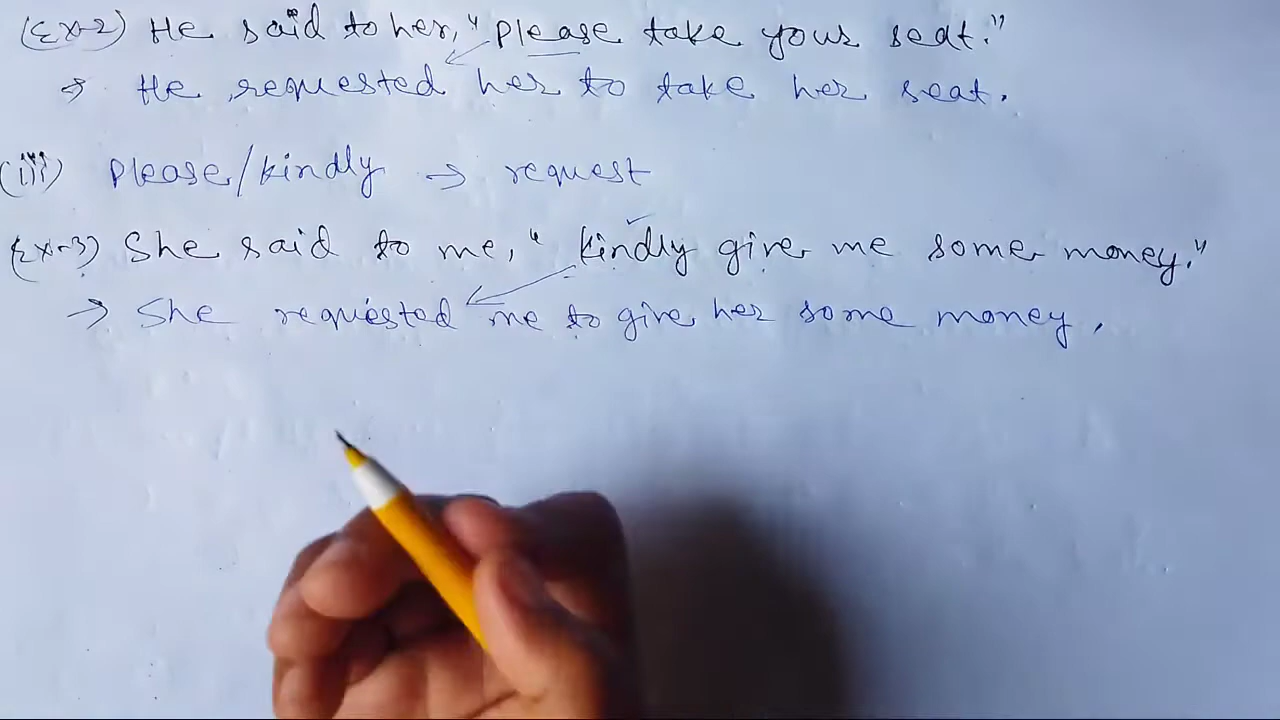 (Ex-2) He said to her, "Please take your seat."
→ He requested her to take her seat.
(iii) Please/kindly → request
(Ex-3) She said to me, "kindly give me some money."
→ She requested me to give her some money.